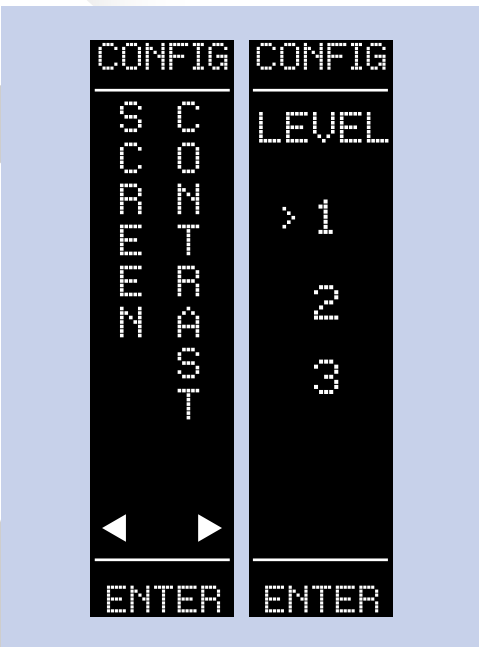 CONFIG
SCREEN
CONTRAST
◀ ▶
ENTER
CONFIG
LEVEL
> 1
2
3
ENTER